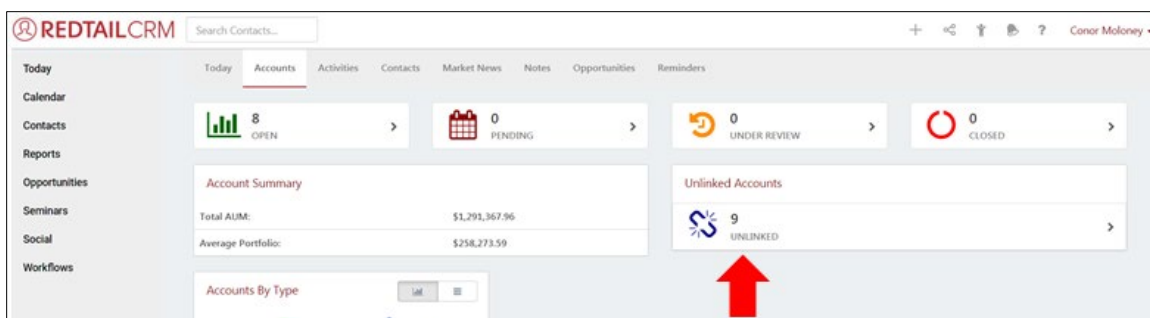 REDTAILCRM
Search Contacts...
?
Conor Moloney
Today
Calendar
Contacts
Reports
Opportunities
Seminars
Social
Workflows
Today Accounts Activities Contacts Market News Notes Opportunities Reminders
8
OPEN
0
PENDING
0
UNDER REVIEW
0
CLOSED
Account Summary
Total AUM: $1,291,367.96
Average Portfolio: $258,273.59
Unlinked Accounts
9
UNLINKED
Accounts By Type